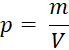 p = m/V